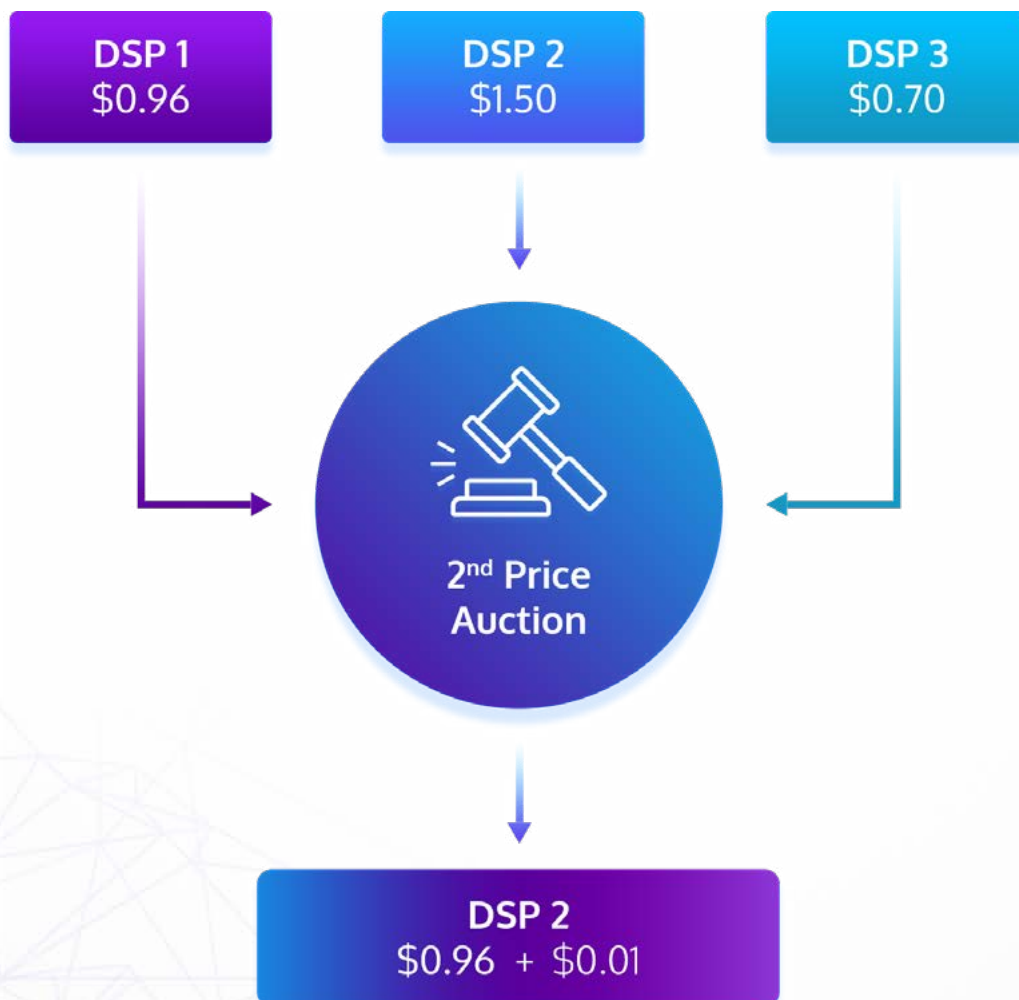 DSP 1
$0.96
DSP 2
$1.50
DSP 3
$0.70
2nd Price
Auction
DSP 2
$0.96 + $0.01